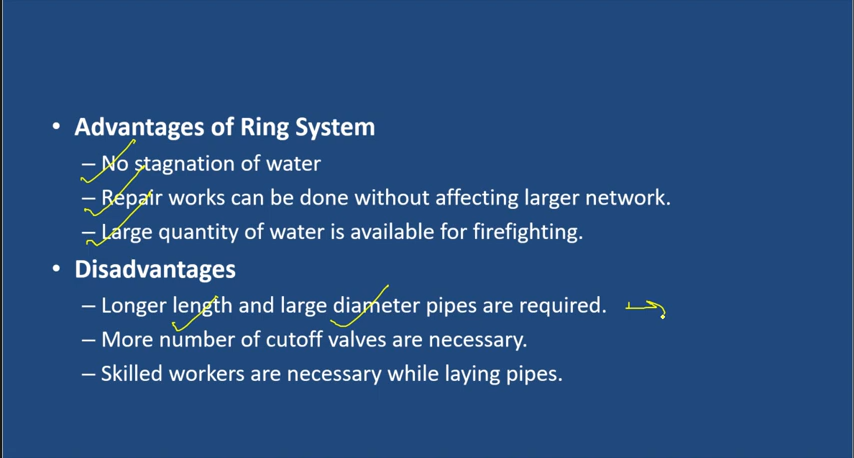 • Advantages of Ring System
– No stagnation of water
– Repair works can be done without affecting larger network.
– Large quantity of water is available for firefighting.
• Disadvantages
– Longer length and large diameter pipes are required.
– More number of cutoff valves are necessary.
– Skilled workers are necessary while laying pipes.